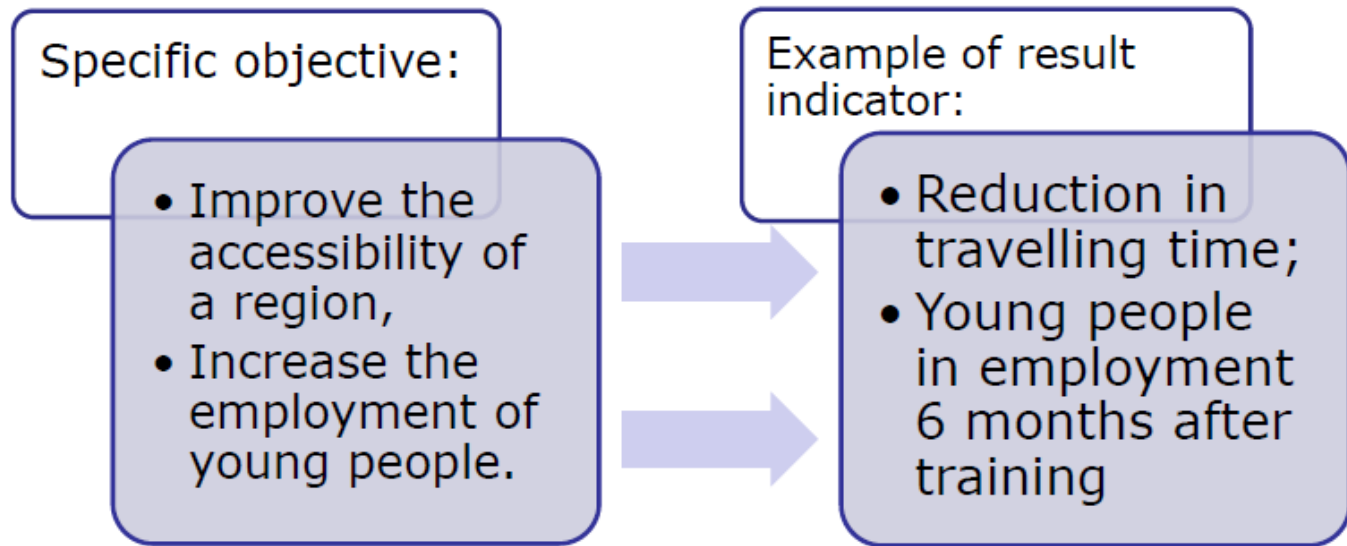 Specific objective:
• Improve the
accessibility of
a region,
• Increase the
employment of
young people.
Example of result
indicator:
• Reduction in
travelling time;
• Young people
in employment
6 months after
training